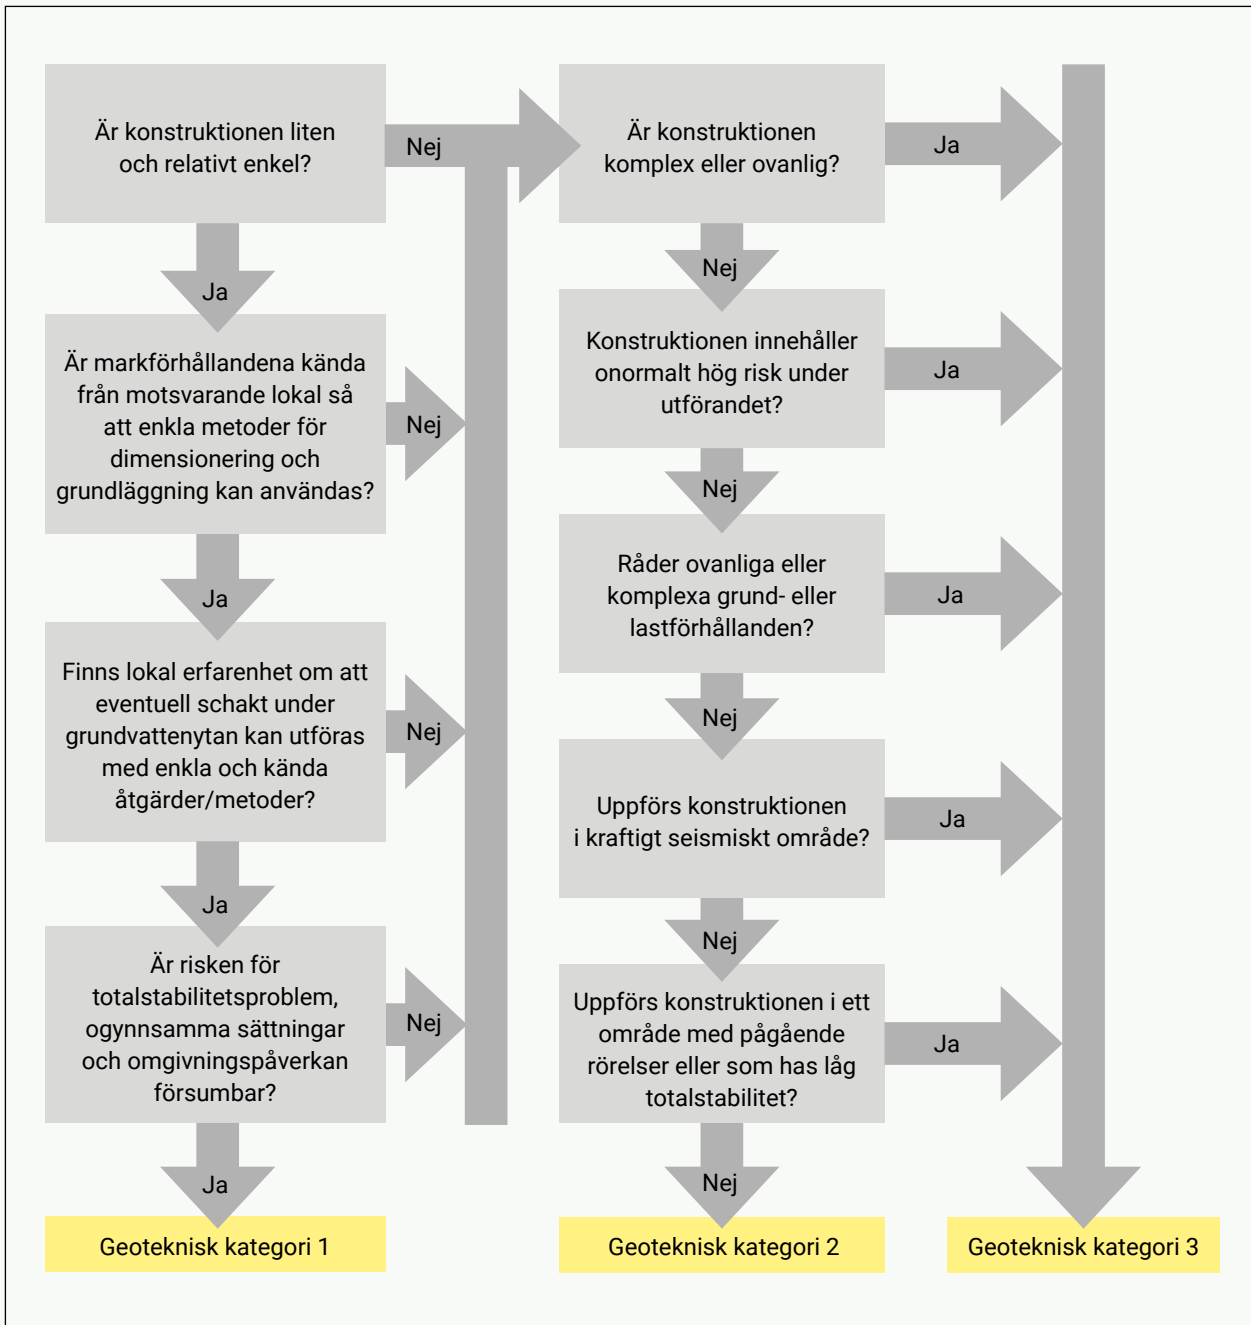 Är konstruktionen liten
och relativt enkel?
Nej
Ja
Är markförhållandena kända
från motsvarande lokal så
att enkla metoder för
dimensionering och
grundläggning kan användas?
Nej
Ja
Finns lokal erfarenhet om att
eventuell schakt under
grundvattenytan kan utföras
med enkla och kända
åtgärder/metoder?
Nej
Ja
Är risken för
totalstabilitetsproblem,
ogynnsamma sättningar
och omgivningspåverkan
försumbar?
Nej
Ja
Geoteknisk kategori 1
Är konstruktionen
komplex eller ovanlig?
Ja
Nej
Konstruktionen innehåller
onormalt hög risk under
utförandet?
Ja
Nej
Råder ovanliga eller
komplexa grund- eller
lastförhållanden?
Ja
Nej
Uppförs konstruktionen
i kraftigt seismiskt område?
Ja
Nej
Uppförs konstruktionen i ett
område med pågående
rörelser eller som has låg
totalstabilitet?
Ja
Nej
Geoteknisk kategori 2
Geoteknisk kategori 3